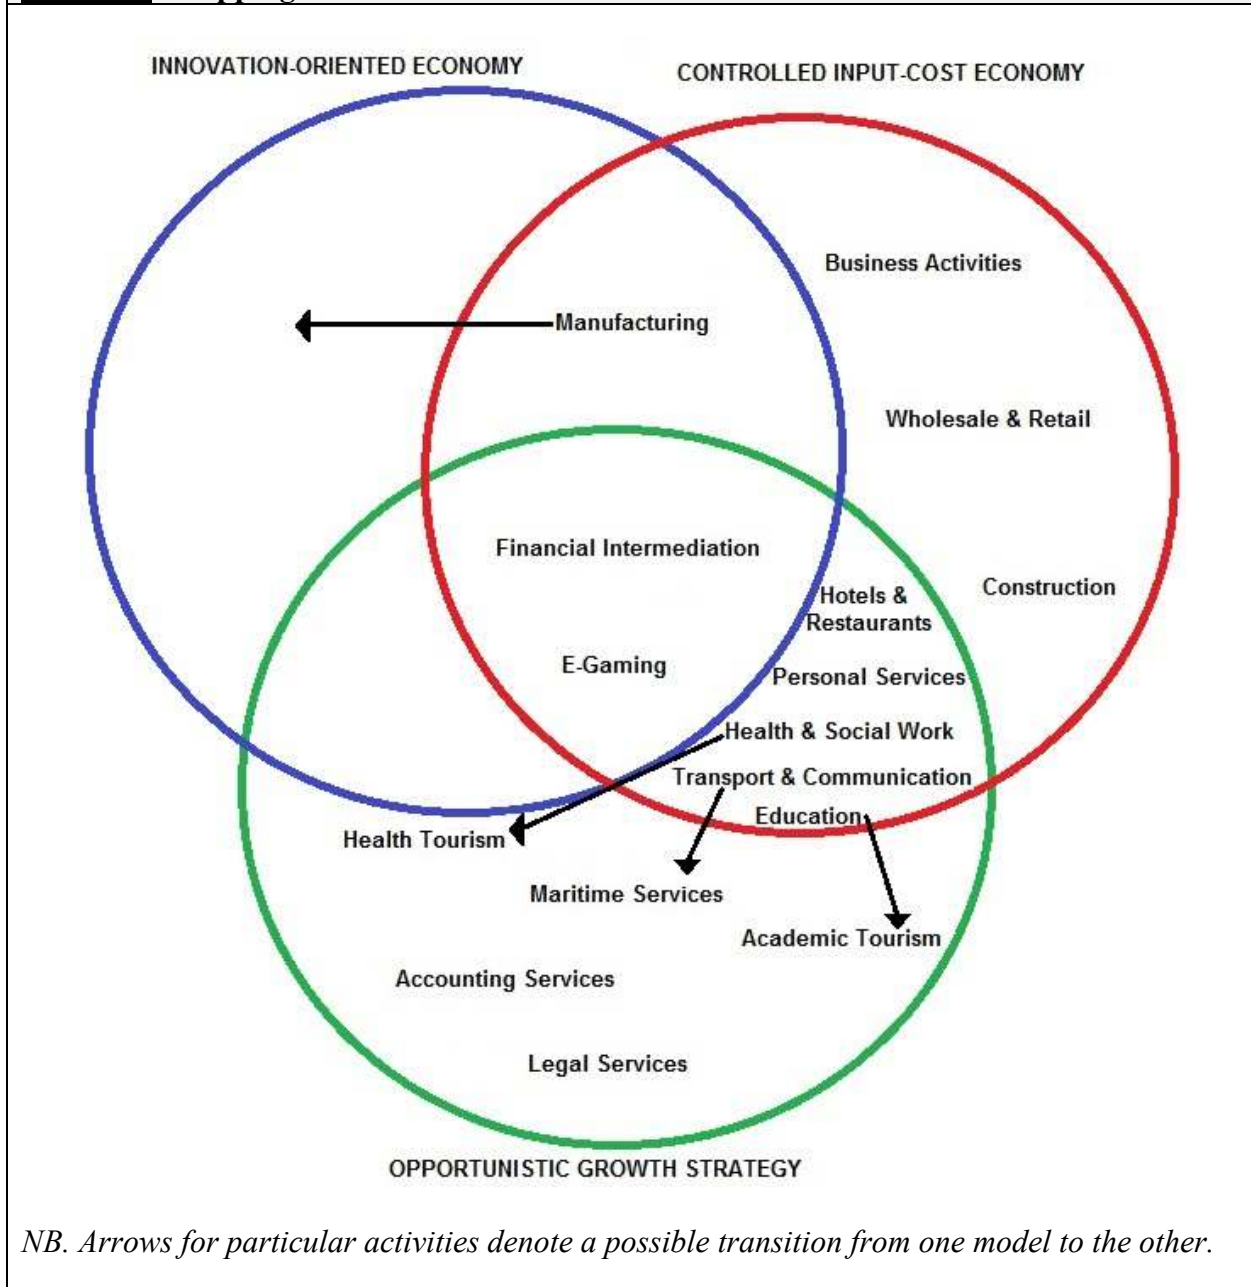 INNOVATION-ORIENTED ECONOMY
CONTROLLED INPUT-COST ECONOMY
Business Activities
Manufacturing
Wholesale & Retail
Financial Intermediation
Hotels &
Restaurants
Construction
E-Gaming
Personal Services
Health & Social Work
Transport & Communication
Education
Health Tourism
Maritime Services
Academic Tourism
Accounting Services
Legal Services
OPPORTUNISTIC GROWTH STRATEGY
NB. Arrows for particular activities denote a possible transition from one model to the other.